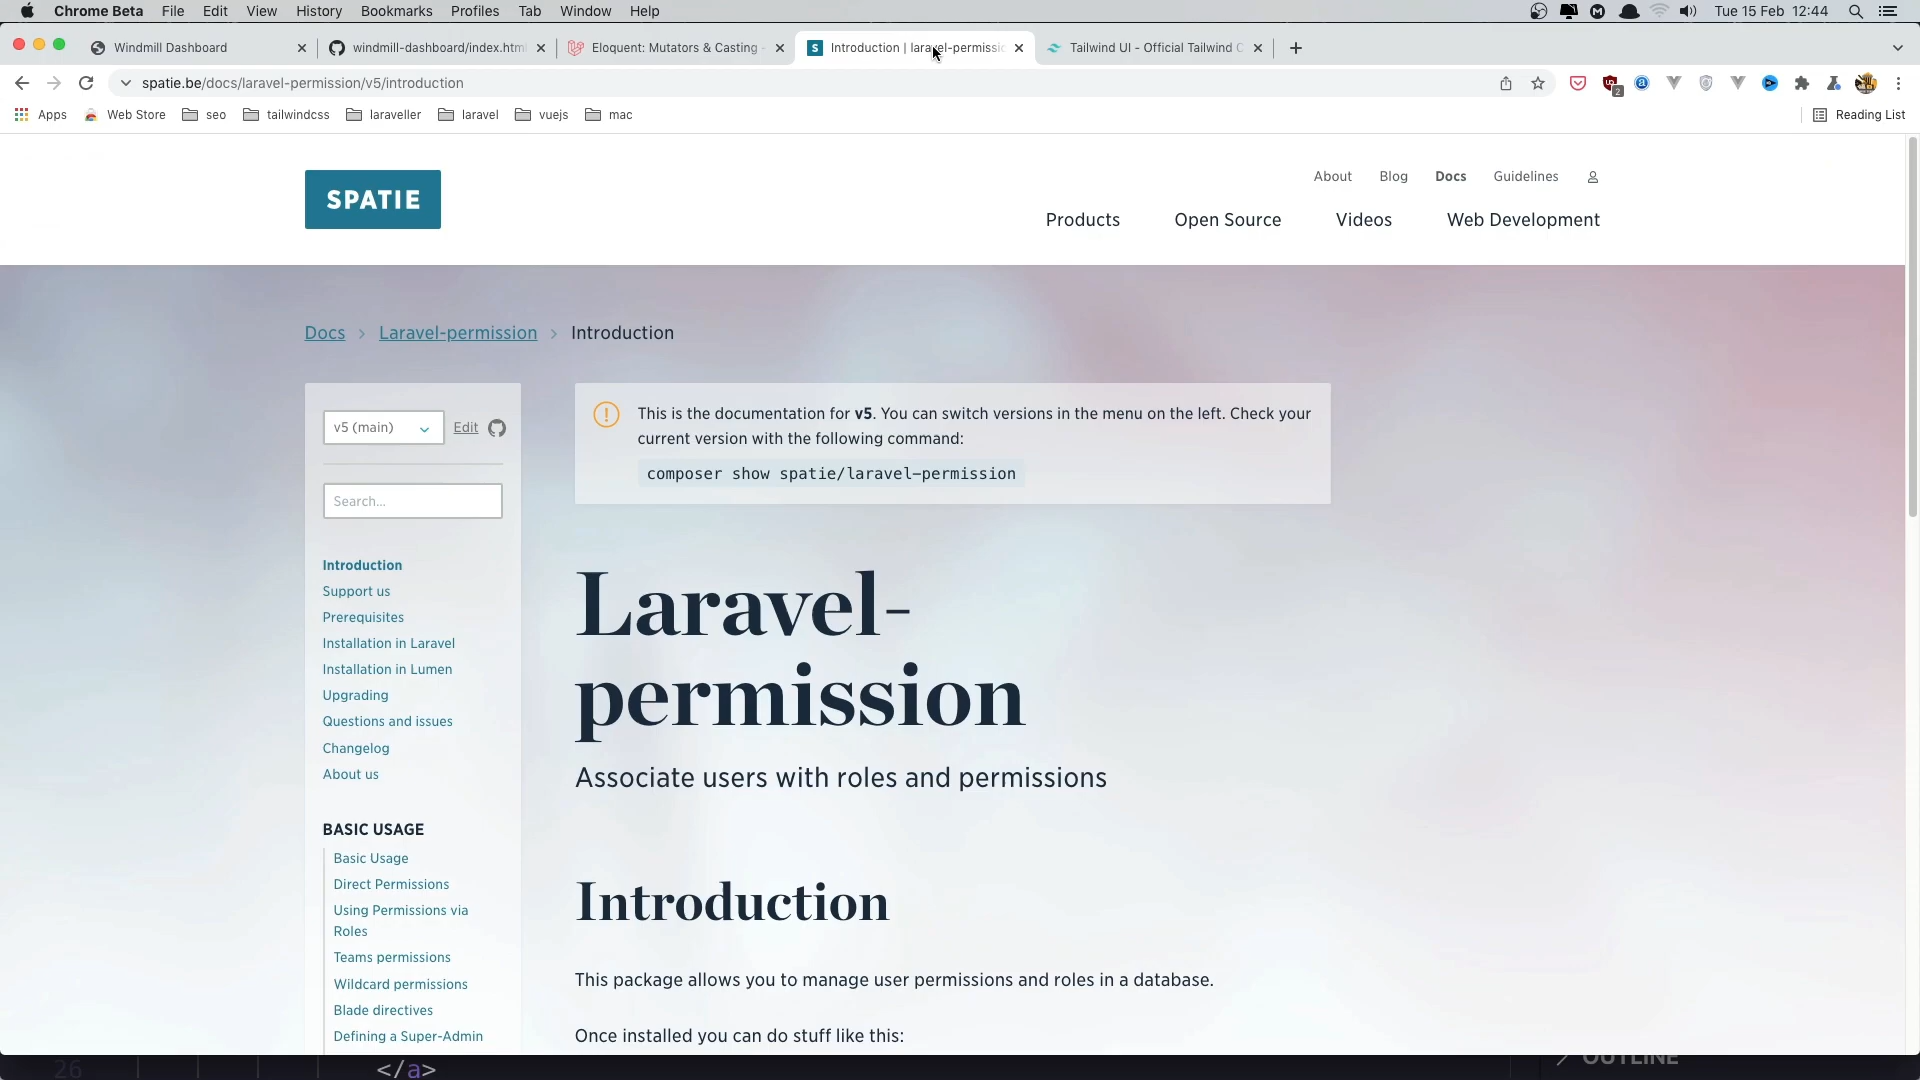 Chrome Beta File Edit View History Bookmarks Profiles Tab Window Help Tue 15 Feb 12:44
Windmill Dashboard windmill-dashboard/index.html Eloquent: Mutators & Casting - Introduction | laravel-permissio Tailwind UI - Official Tailwind C
spatie.be/docs/laravel-permission/v5/introduction
2
Apps Web Store seo tailwindcss laraveller laravel vuejs mac Reading List
About Blog Docs Guidelines
SPATIE
Products Open Source Videos Web Development
Docs > Laravel-permission > Introduction
v5 (main) Edit
Search...
Introduction
Support us
Prerequisites
Installation in Laravel
Installation in Lumen
Upgrading
Questions and issues
Changelog
About us
BASIC USAGE
Basic Usage
Direct Permissions
Using Permissions via
Roles
Teams permissions
Wildcard permissions
Blade directives
Defining a Super-Admin
This is the documentation for v5. You can switch versions in the menu on the left. Check your
current version with the following command:
composer show spatie/laravel-permission
Laravel-
permission
Associate users with roles and permissions
Introduction
This package allows you to manage user permissions and roles in a database.
Once installed you can do stuff like this:
26 </a> OUTLINE